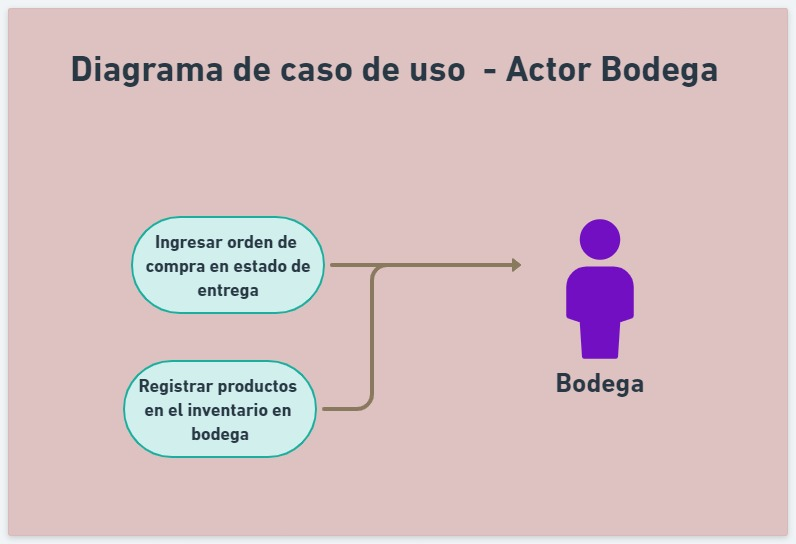 Diagrama de caso de uso - Actor Bodega
Ingresar orden de
compra en estado de
entrega
Registrar productos
en el inventario en
bodega
Bodega